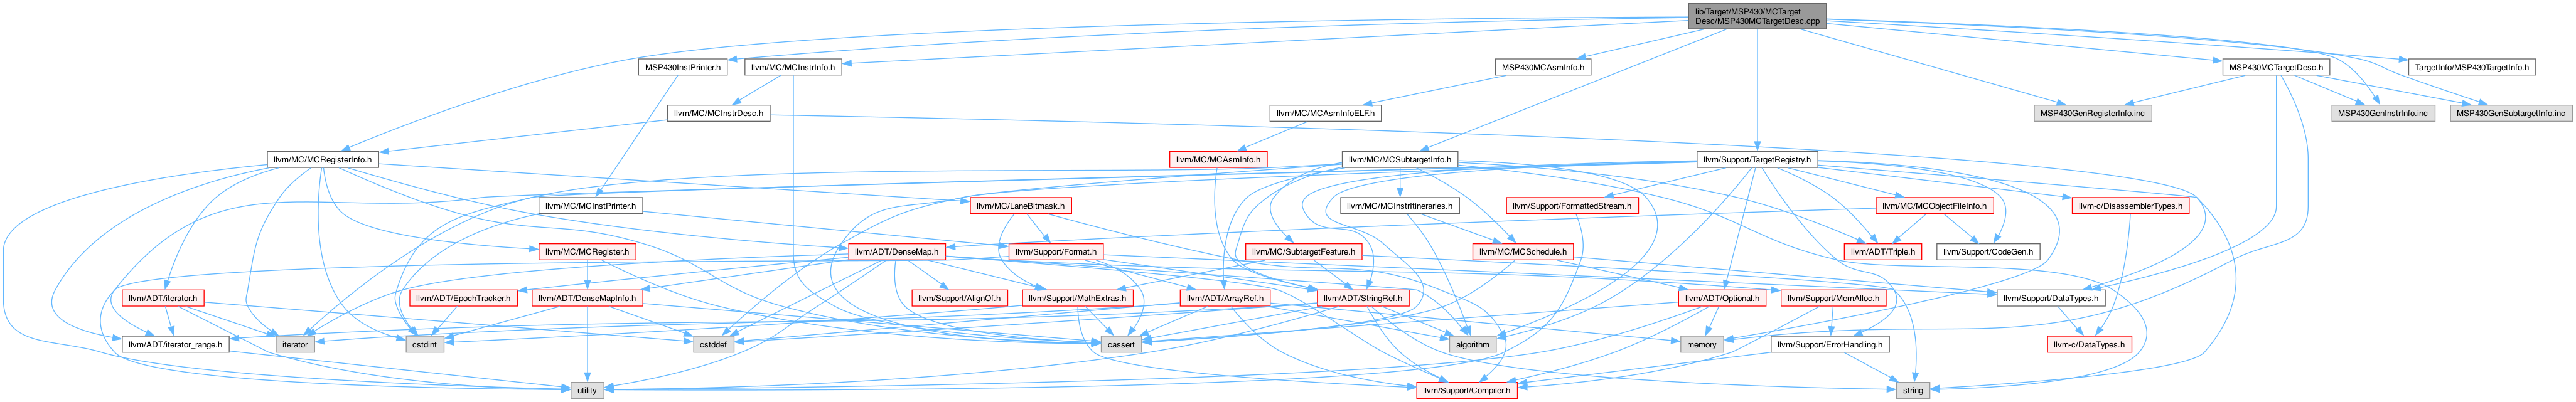 lib/Target/MSP430/MCTarget
Desc/MSP430MCTargetDesc.cpp
MSP430InstPrinter.h
llvm/MC/MCInstrInfo.h
MSP430MCAsmInfo.h
MSP430MCTargetDesc.h
TargetInfo/MSP430TargetInfo.h
llvm/MC/MCInstrDesc.h
llvm/MC/MCAsmInfoELF.h
MSP430GenRegisterInfo.inc
MSP430GenInstrInfo.inc
MSP430GenSubtargetInfo.inc
llvm/MC/MCRegisterInfo.h
llvm/MC/MCAsmInfo.h
llvm/MC/MCSubtargetInfo.h
llvm/Support/TargetRegistry.h
llvm/MC/MCInstPrinter.h
llvm/MC/LaneBitmask.h
llvm/MC/MCInstrItineraries.h
llvm/Support/FormattedStream.h
llvm/MC/MCObjectFileInfo.h
llvm-c/DisassemblerTypes.h
llvm/MC/MCRegister.h
llvm/ADT/DenseMap.h
llvm/Support/Format.h
llvm/MC/SubtargetFeature.h
llvm/MC/MCSchedule.h
llvm/ADT/Triple.h
llvm/Support/CodeGen.h
llvm/ADT/iterator.h
llvm/ADT/EpochTracker.h
llvm/ADT/DenseMapInfo.h
llvm/Support/AlignOf.h
llvm/Support/MathExtras.h
llvm/ADT/ArrayRef.h
llvm/ADT/StringRef.h
llvm/ADT/Optional.h
llvm/Support/MemAlloc.h
llvm/Support/DataTypes.h
llvm/ADT/iterator_range.h
iterator
cstdint
cstddef
cassert
algorithm
memory
llvm/Support/ErrorHandling.h
llvm-c/DataTypes.h
utility
llvm/Support/Compiler.h
string